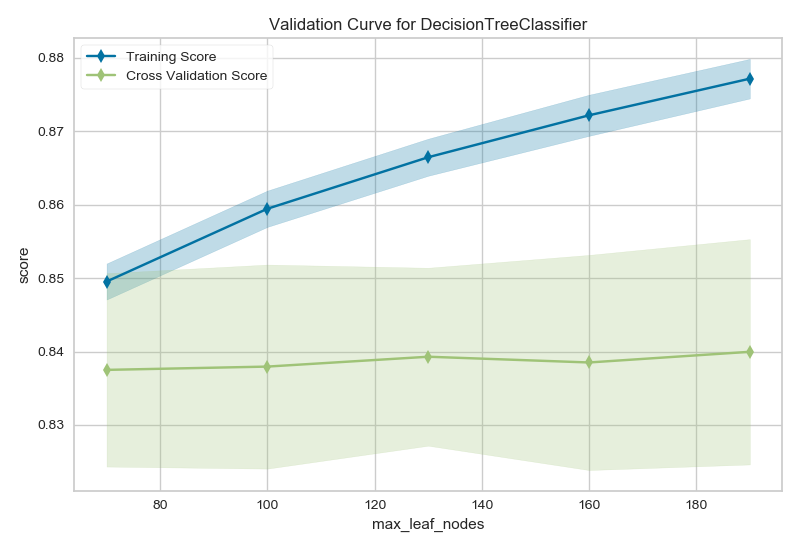 Validation Curve for DecisionTreeClassifier
Training Score
Cross Validation Score
0.88
0.87
0.86
0.85
0.84
0.83
score
80 100 120 140 160 180
max_leaf_nodes